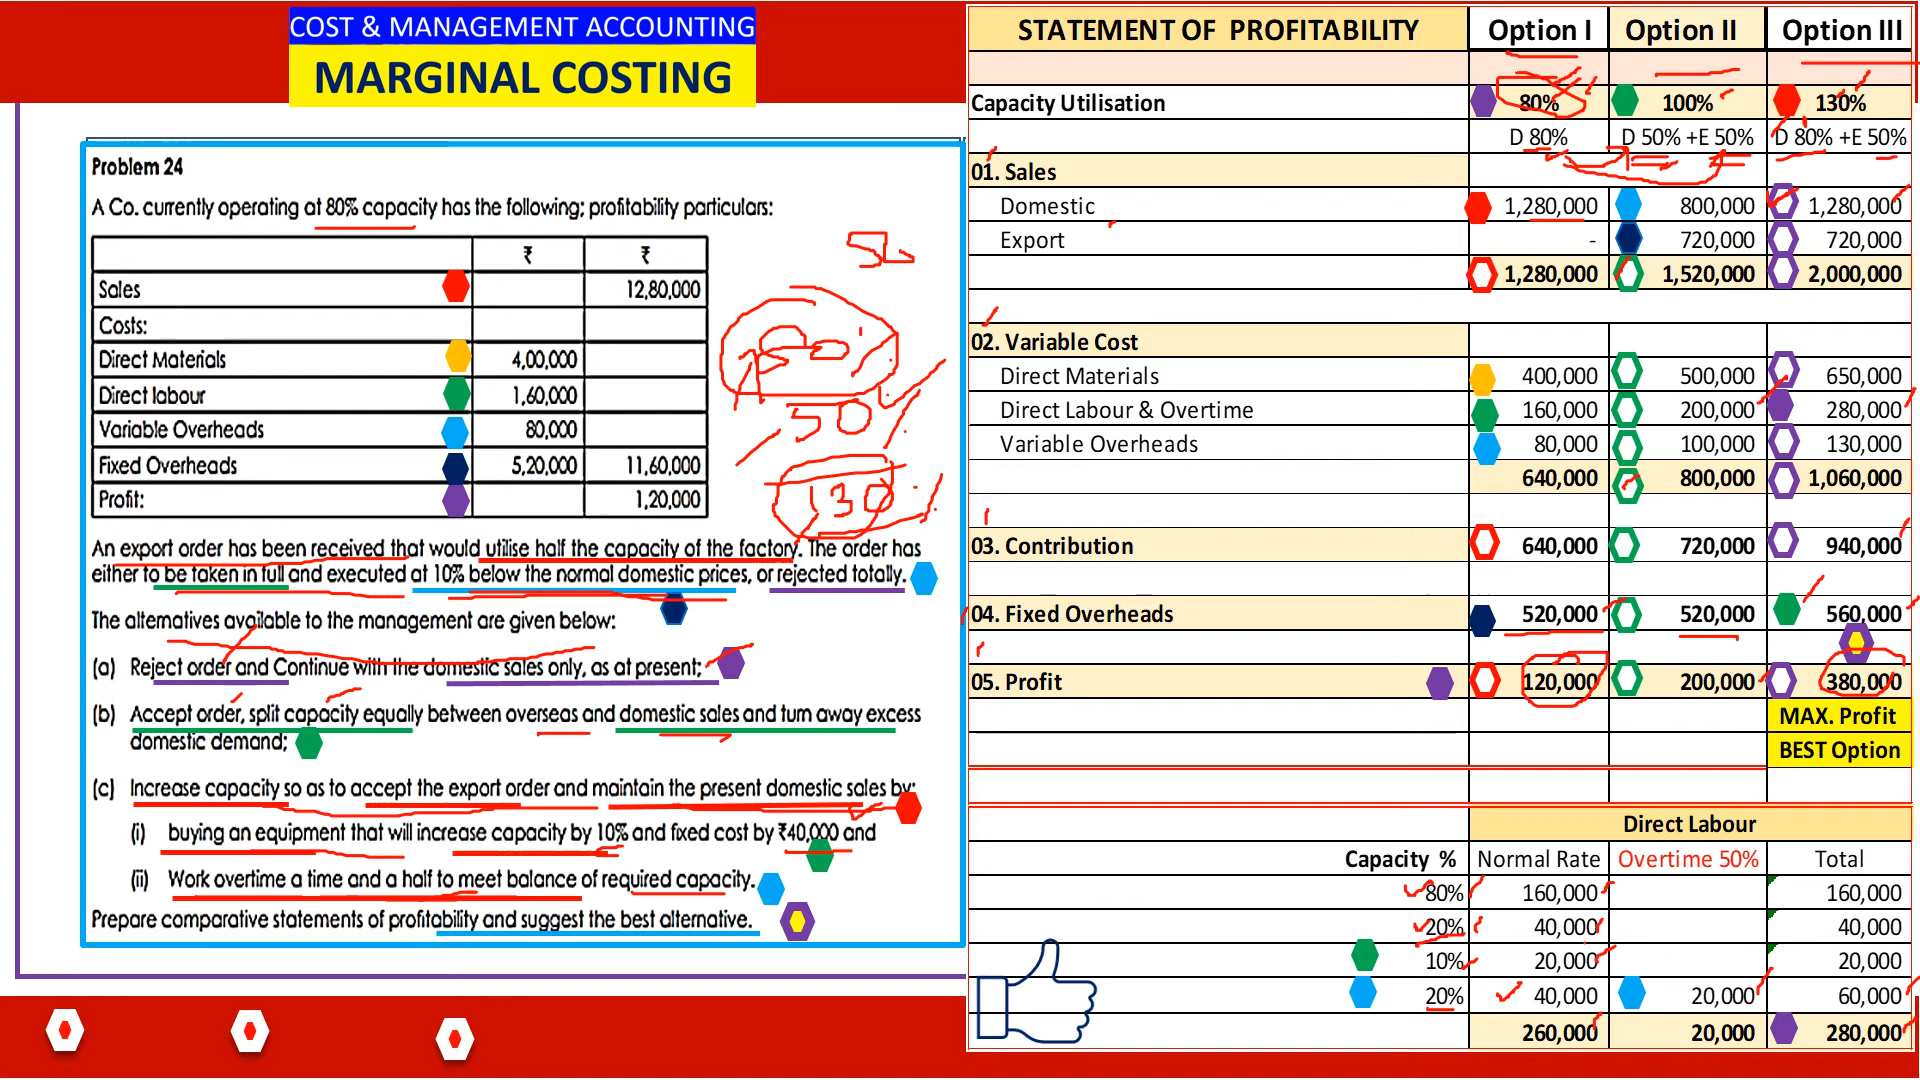 COST & MANAGEMENT ACCOUNTING
MARGINAL COSTING
Problem 24
A Co. currently operating at 80% capacity has the following; profitability particulars:
₹ ₹
Sales 12,80,000
Costs:
Direct Materials 4,00,000
Direct labour 1,60,000
Variable Overheads 80,000
Fixed Overheads 5,20,000 11,60,000
Profit: 1,20,000
50
130
An export order has been received that would utilise half the capacity of the factory. The order has
either to be taken in full and executed at 10% below the normal domestic prices, or rejected totally.
The alternatives available to the management are given below:
(a) Reject order and Continue with the domestic sales only, as at present;
(b) Accept order, split capacity equally between overseas and domestic sales and turn away excess
domestic demand;
(c) Increase capacity so as to accept the export order and maintain the present domestic sales by:
(i) buying an equipment that will increase capacity by 10% and fixed cost by ₹40,000 and
(ii) Work overtime a time and a half to meet balance of required capacity.
Prepare comparative statements of profitability and suggest the best alternative.
STATEMENT OF PROFITABILITY Option I Option II Option III
Capacity Utilisation 80% 100% 130%
D 80% D 50% +E 50% D 80% +E 50%
01. Sales
Domestic 1,280,000 800,000 1,280,000
Export - 720,000 720,000
1,280,000 1,520,000 2,000,000
02. Variable Cost
Direct Materials 400,000 500,000 650,000
Direct Labour & Overtime 160,000 200,000 280,000
Variable Overheads 80,000 100,000 130,000
640,000 800,000 1,060,000
03. Contribution 640,000 720,000 940,000
04. Fixed Overheads 520,000 520,000 560,000
05. Profit 120,000 200,000 380,000
MAX. Profit
BEST Option
Direct Labour
Capacity % Normal Rate Overtime 50% Total
80% 160,000 160,000
20% 40,000 40,000
10% 20,000 20,000
20% 40,000 20,000 60,000
260,000 20,000 280,000